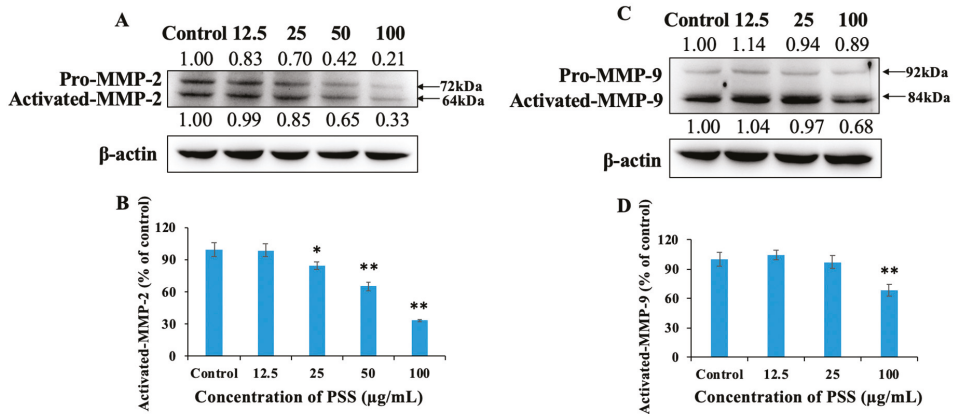 A
Control 12.5 25 50 100
1.00 0.83 0.70 0.42 0.21
Pro-MMP-2
72kDa
Activated-MMP-2
64kDa
1.00 0.99 0.85 0.65 0.33
β-actin
B
Activated-MMP-2 (% of control)
120
90
60
30
0
*
**
**
Control 12.5 25 50 100
Concentration of PSS (µg/mL)
C
Control 12.5 25 100
1.00 1.14 0.94 0.89
Pro-MMP-9
92kDa
Activated-MMP-9
84kDa
1.00 1.04 0.97 0.68
β-actin
D
Activated-MMP-9 (% of control)
120
90
60
30
0
**
Control 12.5 25 100
Concentration of PSS (µg/mL)